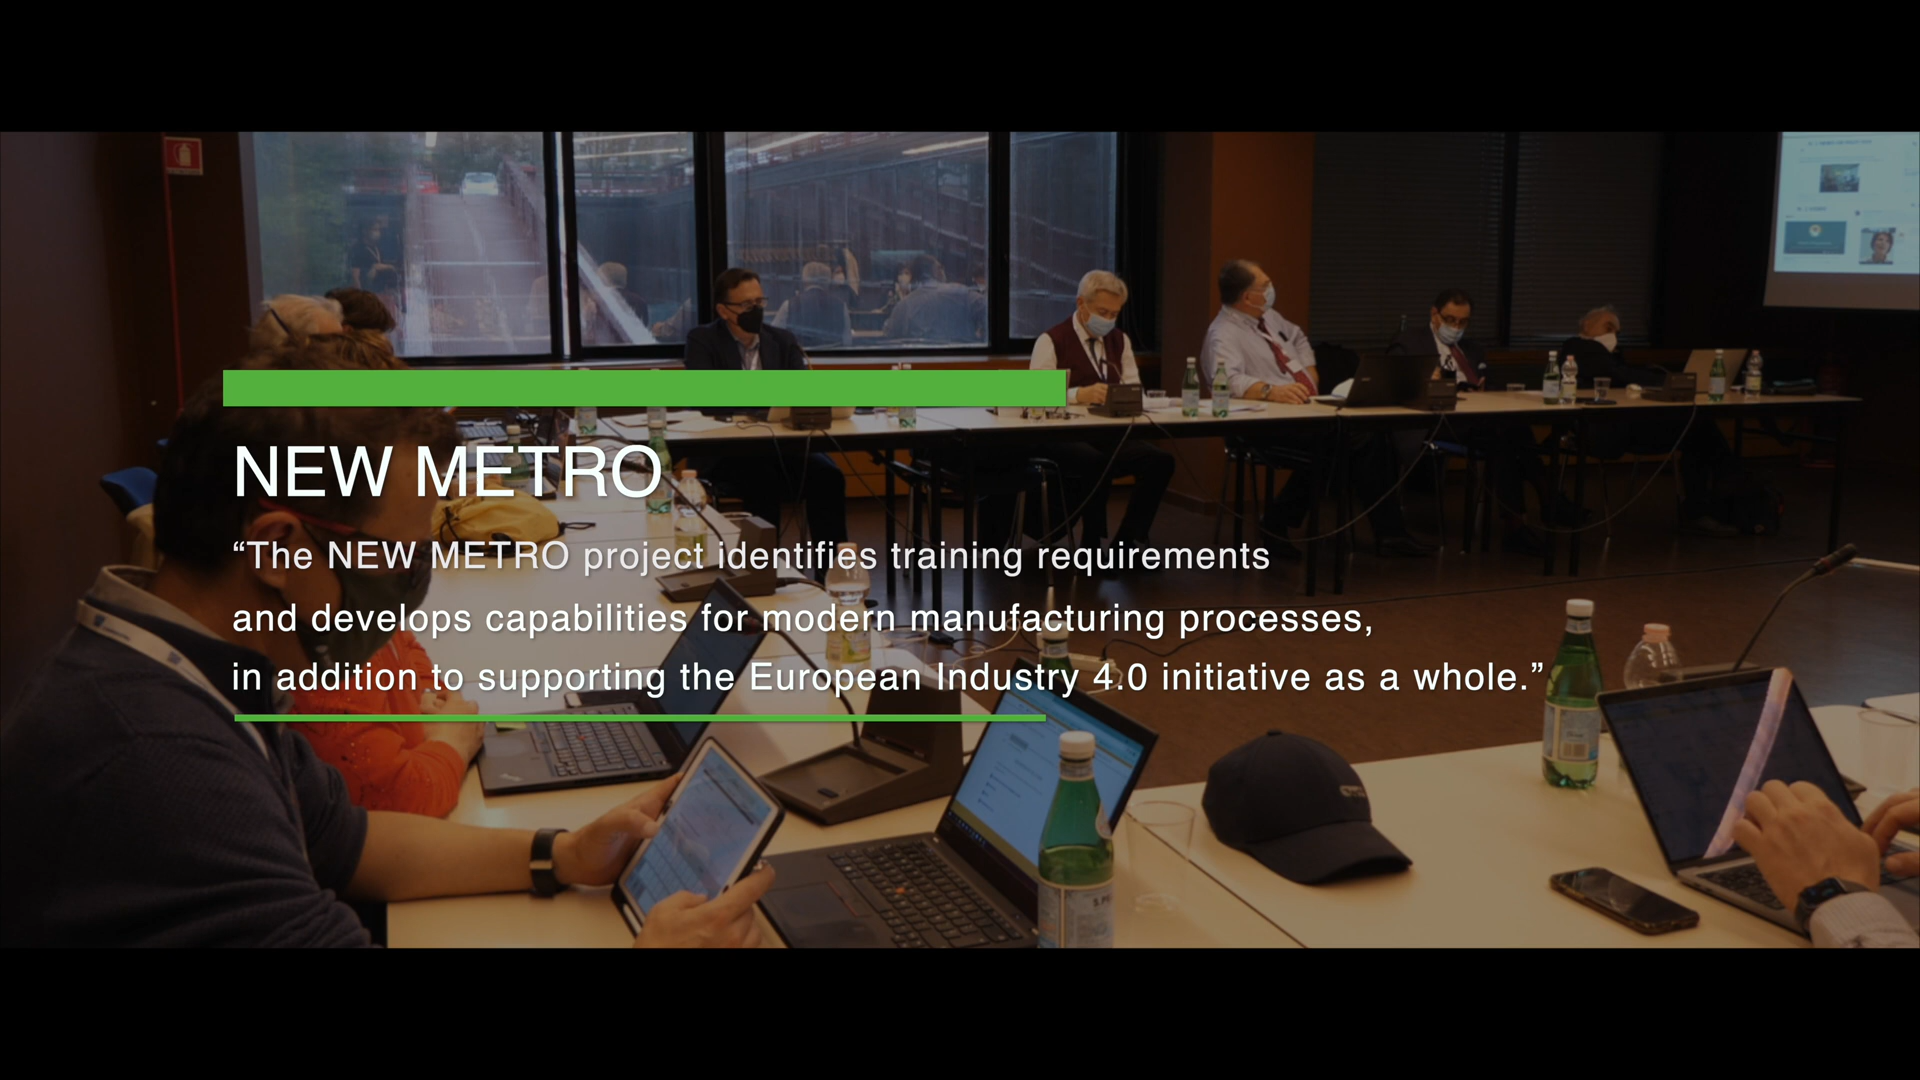 NEW METRO
“The NEW METRO project identifies training requirements
and develops capabilities for modern manufacturing processes,
in addition to supporting the European Industry 4.0 initiative as a whole.”
S.P